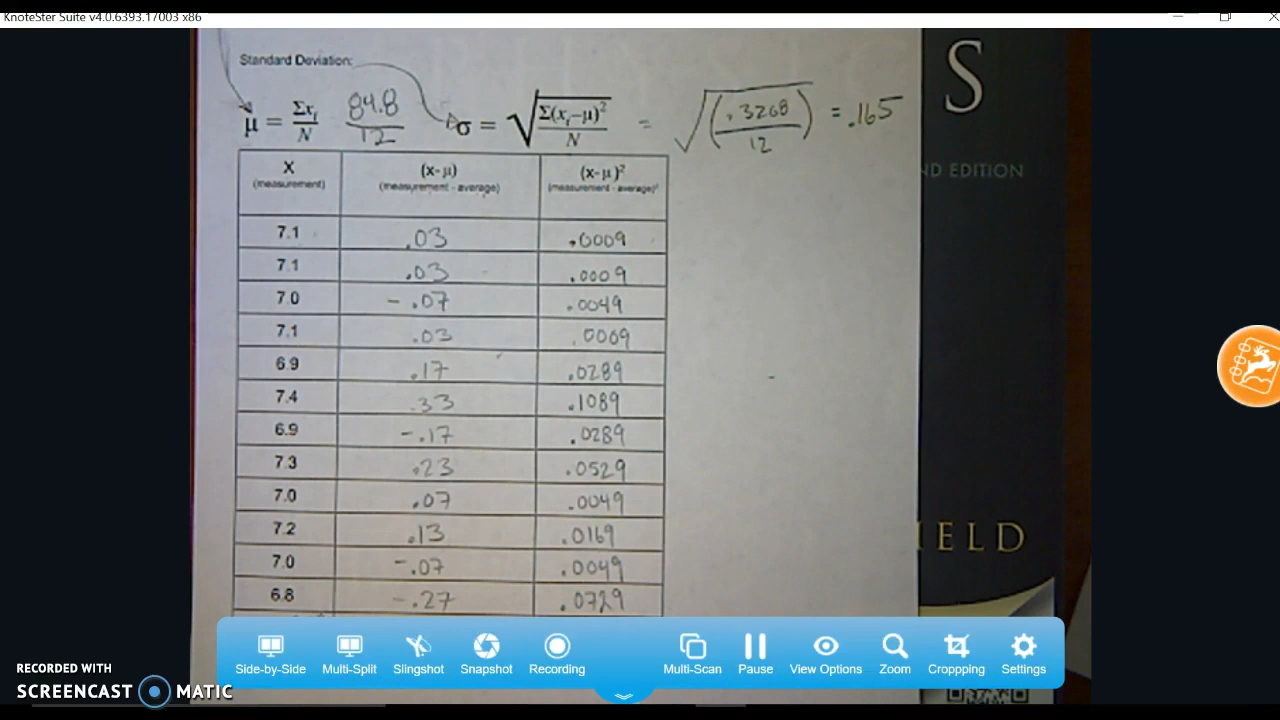 KnoteSter Suite v4.0.6393.17003 x86
Standard Deviation:
μ = Σxᵢ/N 84.8/12 σ = √(Σ(xᵢ-μ)²/N) = √(.3268/12) = .165
X (x-μ) (x-μ)²
(measurement) (measurement - average) (measurement - average)²
7.1 .03 .0009
7.1 .03 .0009
7.0 - .07 .0049
7.1 .03 .0009
6.9 .17 .0289
7.4 .33 .1089
6.9 -.17 .0289
7.3 .23 .0529
7.0 .07 .0049
7.2 .13 .0169
7.0 -.07 .0049
6.8 -.27 .0729
S
ND EDITION
IELD
Side-by-Side Multi-Split Slingshot Snapshot Recording Multi-Scan Pause View Options Zoom Croppping Settings
RECORDED WITH
SCREENCAST MATIC